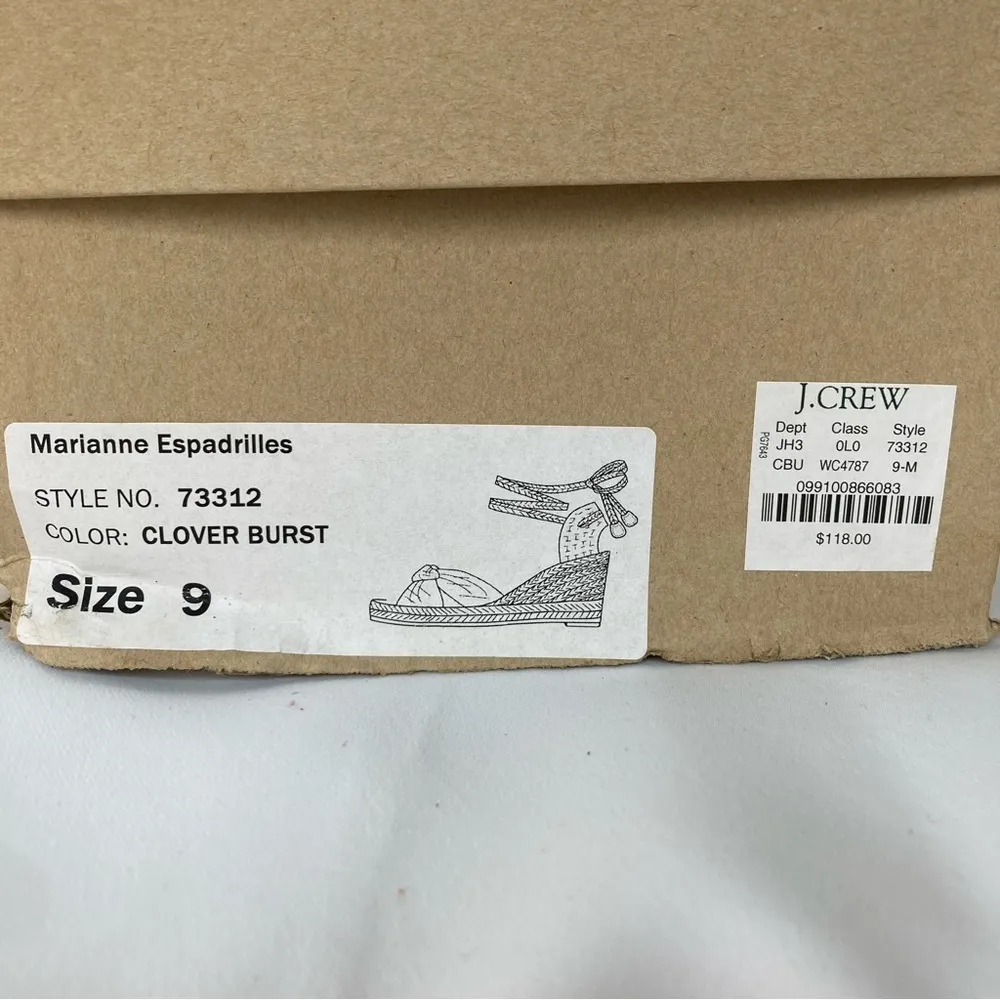 Marianne Espadrilles
STYLE NO. 73312
COLOR: CLOVER BURST
Size 9
J.CREW
Dept Class Style
JH3 0L0 73312
CBU WC4787 9-M
099100866083
$118.00
PG7643